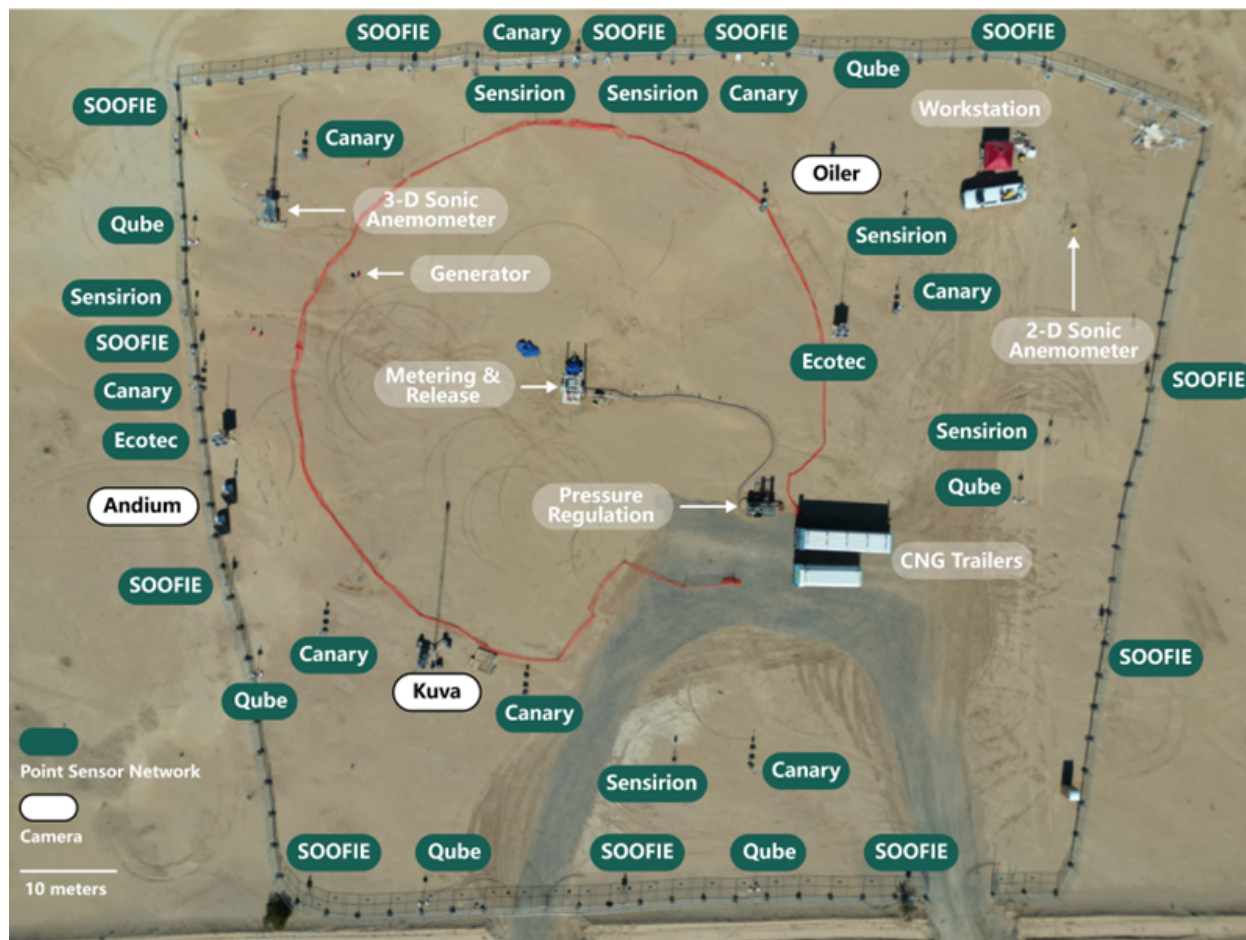 SOOFIE
Canary
SOOFIE
SOOFIE
SOOFIE
Qube
Sensirion
Sensirion
Canary
SOOFIE
Workstation
Canary
Oiler
3-D Sonic
Anemometer
Qube
Sensirion
Generator
Canary
Sensirion
2-D Sonic
Anemometer
SOOFIE
Ecotec
Metering &
Release
SOOFIE
Canary
Ecotec
Sensirion
Andium
Pressure
Regulation
Qube
CNG Trailers
SOOFIE
Canary
SOOFIE
Kuva
Qube
Canary
Point Sensor Network
Sensirion
Canary
Camera
SOOFIE
Qube
SOOFIE
Qube
SOOFIE
10 meters